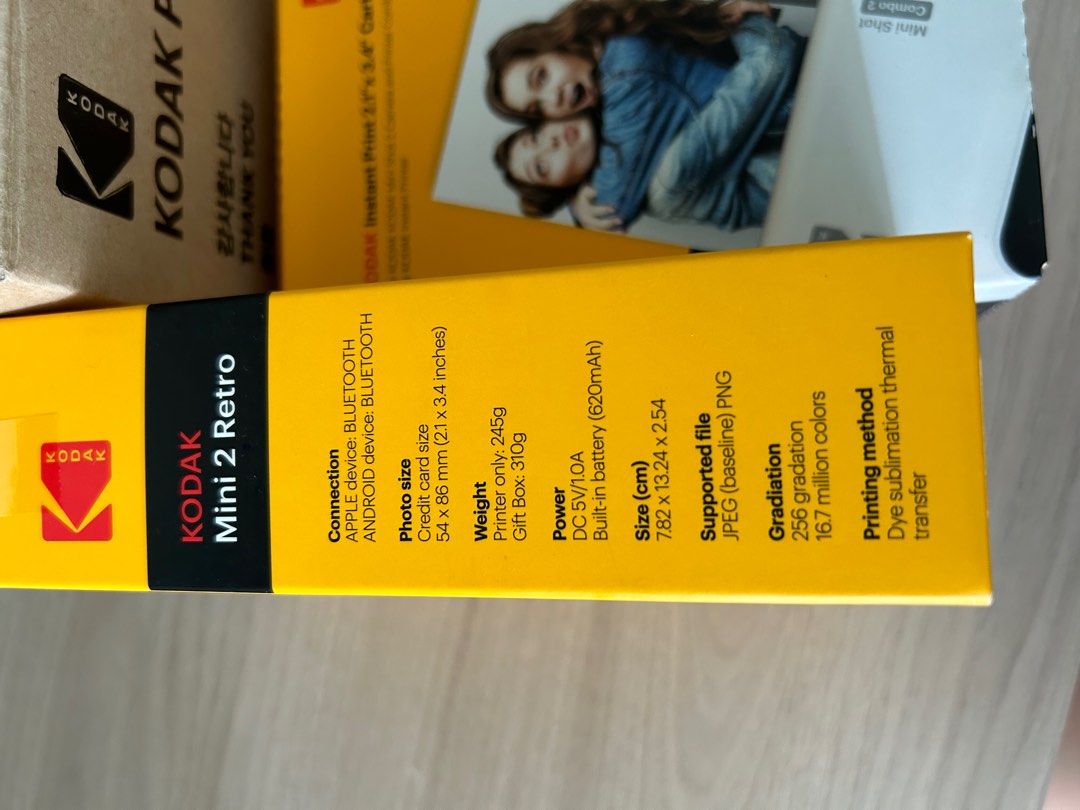 KODAK
KODAK
Mini 2 Retro
Connection
APPLE device: BLUETOOTH
ANDROID device: BLUETOOTH
Photo size
Credit card size
54 x 86 mm (2.1 x 3.4 inches)
Weight
Printer only: 245g
Gift Box: 310g
Power
DC 5V/1.0A
Built-in battery (620mAh)
Size (cm)
7.82 x 13.24 x 2.54
Supported file
JPEG (baseline) PNG
Gradiation
256 gradation
16.7 million colors
Printing method
Dye sublimation thermal
transfer
KODAK
KODAK
감사합니다
THANK YOU
KODAK Instant Print 2.1" x 3.4"
Mini Shot
Combo 2